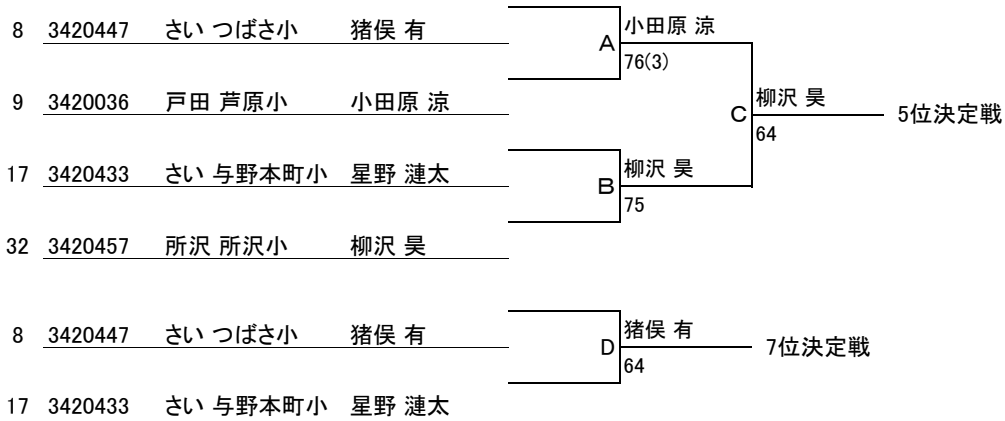 8 3420447 さい つばさ小 猪俣 有
A 小田原 涼
76(3)
9 3420036 戸田 芦原小 小田原 涼
C 柳沢 昊 5位決定戦
64
17 3420433 さい 与野本町小 星野 漣太
B 柳沢 昊
75
32 3420457 所沢 所沢小 柳沢 昊
8 3420447 さい つばさ小 猪俣 有
D 猪俣 有 7位決定戦
64
17 3420433 さい 与野本町小 星野 漣太